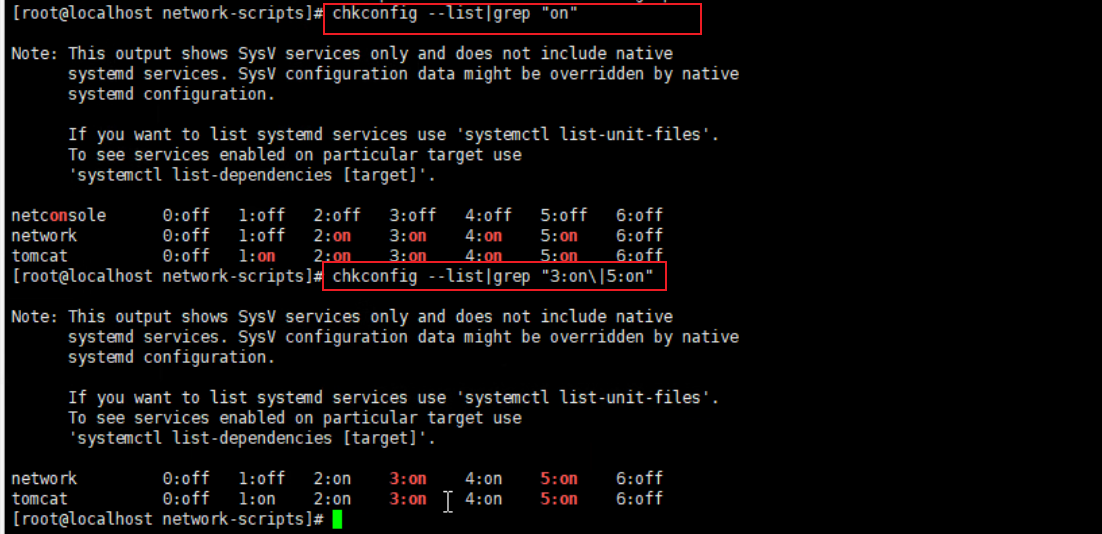 [root@localhost network-scripts]# chkconfig --list|grep "on"
Note: This output shows SysV services only and does not include native
systemd services. SysV configuration data might be overridden by native
systemd configuration.
If you want to list systemd services use 'systemctl list-unit-files'.
To see services enabled on particular target use
'systemctl list-dependencies [target]'.
netconsole 0:off 1:off 2:off 3:off 4:off 5:off 6:off
network 0:off 1:off 2:on 3:on 4:on 5:on 6:off
tomcat 0:off 1:on 2:on 3:on 4:on 5:on 6:off
[root@localhost network-scripts]# chkconfig --list|grep "3:on\|5:on"
Note: This output shows SysV services only and does not include native
systemd services. SysV configuration data might be overridden by native
systemd configuration.
If you want to list systemd services use 'systemctl list-unit-files'.
To see services enabled on particular target use
'systemctl list-dependencies [target]'.
network 0:off 1:off 2:on 3:on 4:on 5:on 6:off
tomcat 0:off 1:on 2:on 3:on 4:on 5:on 6:off
[root@localhost network-scripts]#